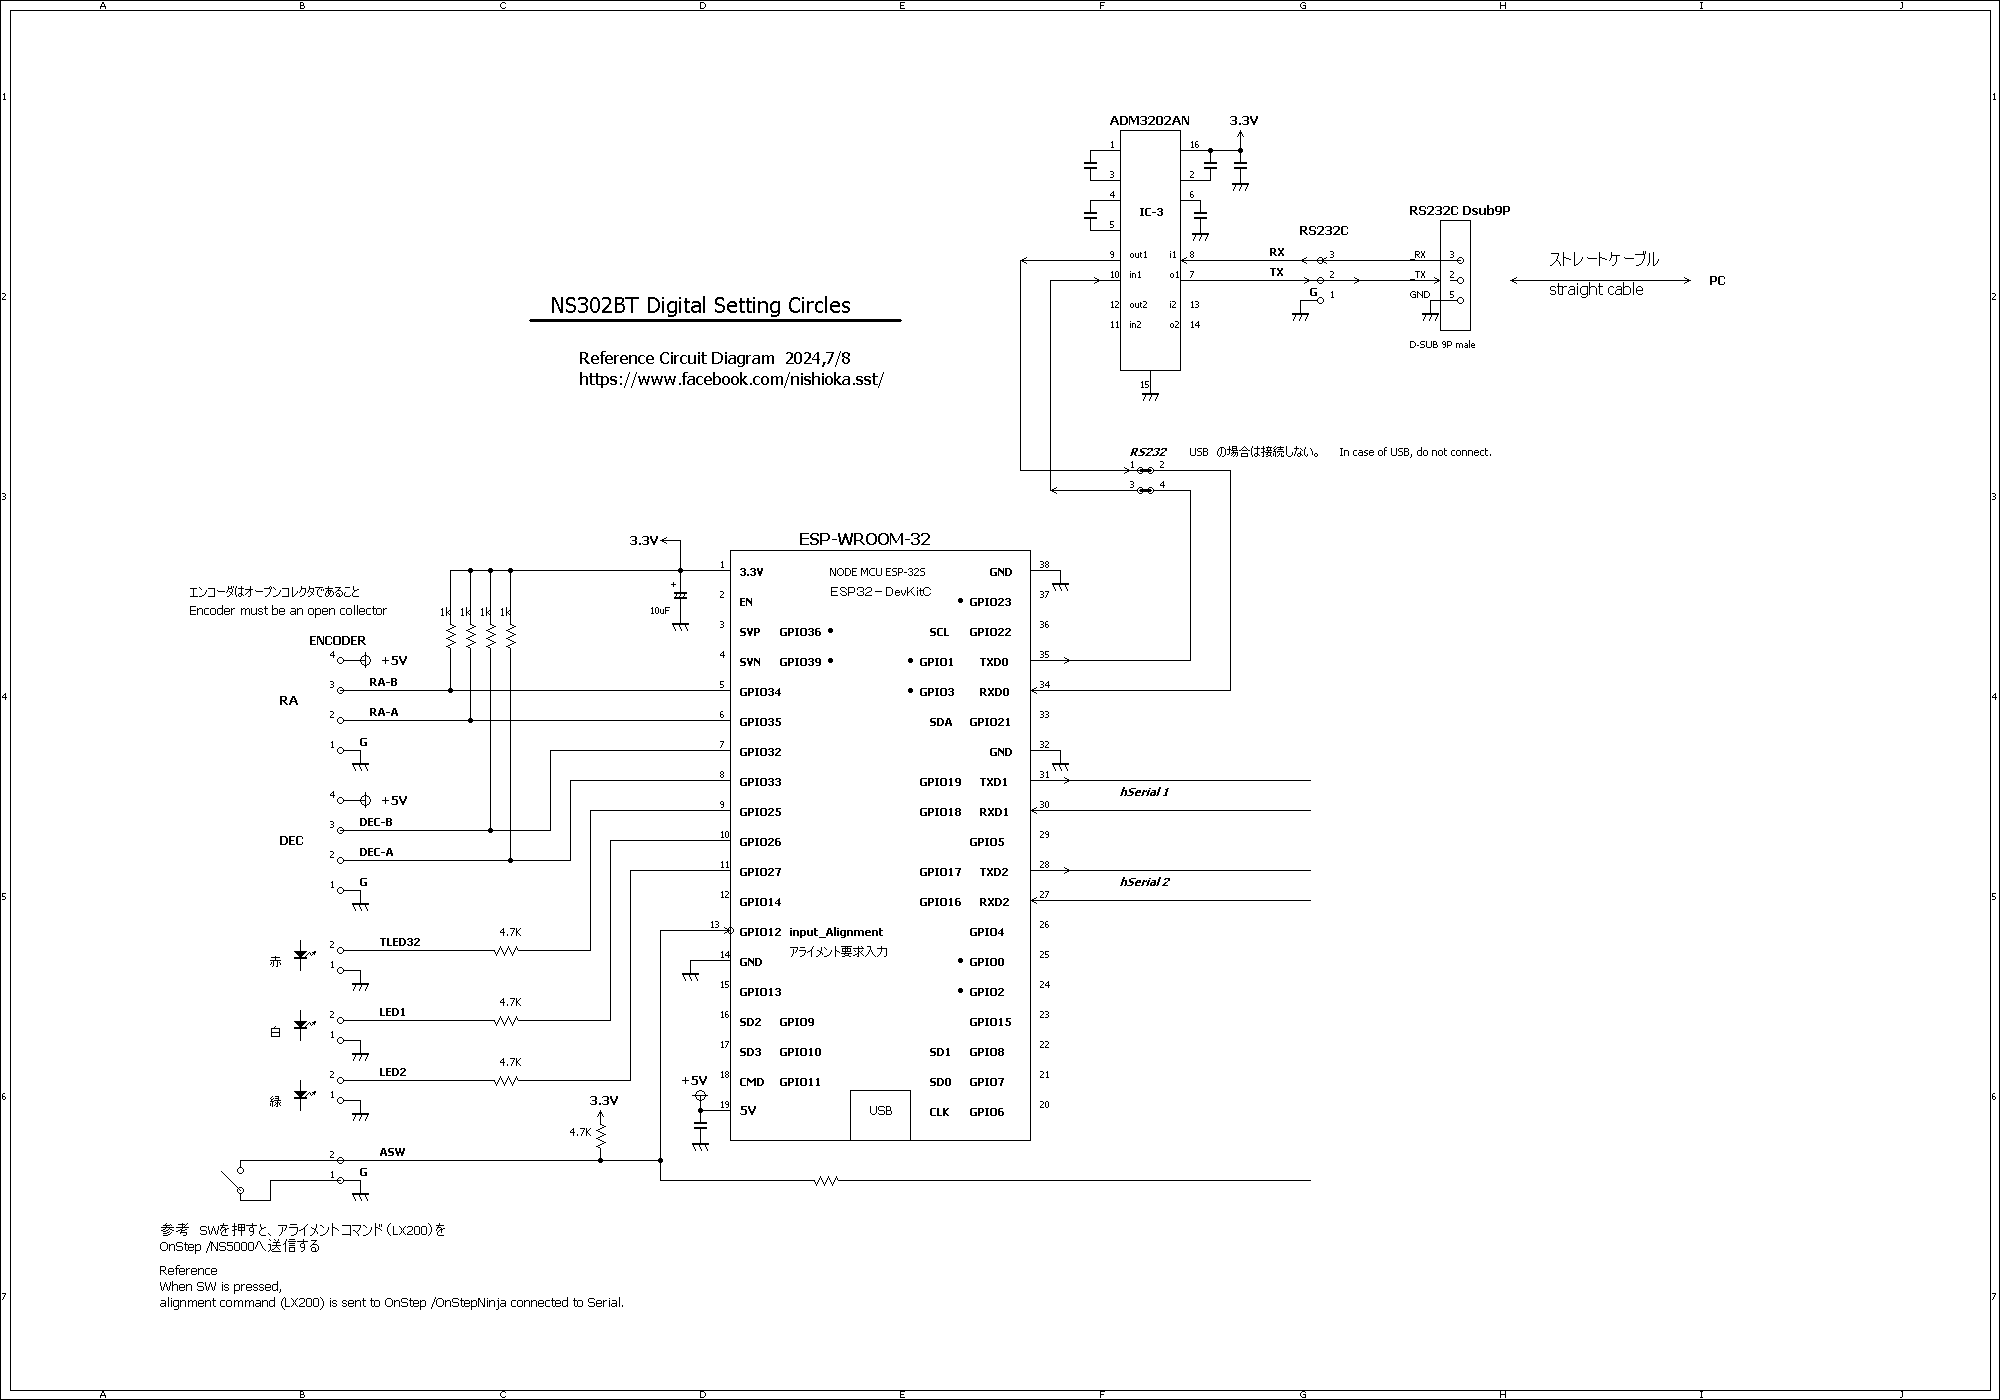 A B C D E F G H I J
1 1
ADM3202AN 3.3V
1 16
3 2
4 6
IC-3
5
RS232C Dsub9P
RS232C
9 out1 i1 8 RX 3 RX 3
10 in1 o1 7 TX 2 TX 2
G 1 GND 5
12 out2 i2 13
11 in2 o2 14
15
D-SUB 9P male
ストレートケーブル
straight cable
PC
2 2
NS302BT Digital Setting Circles
Reference Circuit Diagram 2024,7/8
https://www.facebook.com/nishioka.sst/
RS232 USB の場合は接続しない。 In case of USB, do not connect.
1 2
3 4
3 3
ESP-WROOM-32
3.3V
+
10uF
エンコーダはオープンコレクタであること
Encoder must be an open collector
1k 1k 1k 1k
ENCODER
RA
4 +5V
3 RA-B
2 RA-A
1 G
DEC
4 +5V
3 DEC-B
2 DEC-A
1 G
4 4
5 5
1 3.3V NODE MCU ESP-32S GND 38
ESP32-DevKitC
2 EN GPIO23 37
3 SVP GPIO36 SCL GPIO22 36
4 SVN GPIO39 GPIO1 TXD0 35
5 GPIO34 GPIO3 RXD0 34
6 GPIO35 SDA GPIO21 33
7 GPIO32 GND 32
8 GPIO33 GPIO19 TXD1 31
hSerial 1
9 GPIO25 GPIO18 RXD1 30
10 GPIO26 GPIO5 29
11 GPIO27 GPIO17 TXD2 28
hSerial 2
12 GPIO14 GPIO16 RXD2 27
13 GPIO12 input_Alignment GPIO4 26
アライメント要求入力
14 GND GPIO0 25
15 GPIO13 GPIO2 24
16 SD2 GPIO9 GPIO15 23
17 SD3 GPIO10 SD1 GPIO8 22
18 CMD GPIO11 SD0 GPIO7 21
19 5V USB CLK GPIO6 20
+5V
赤 2 TLED32 4.7K
1
白 2 LED1 4.7K
1
緑 2 LED2 4.7K
1
6 6
3.3V
4.7K
2 ASW
1 G
参考 SWを押すと、アライメントコマンド(LX200)を
OnStep /NS5000へ送信する
Reference
When SW is pressed,
alignment command (LX200) is sent to OnStep /OnStepNinja connected to Serial.
7 7
A B C D E F G H I J